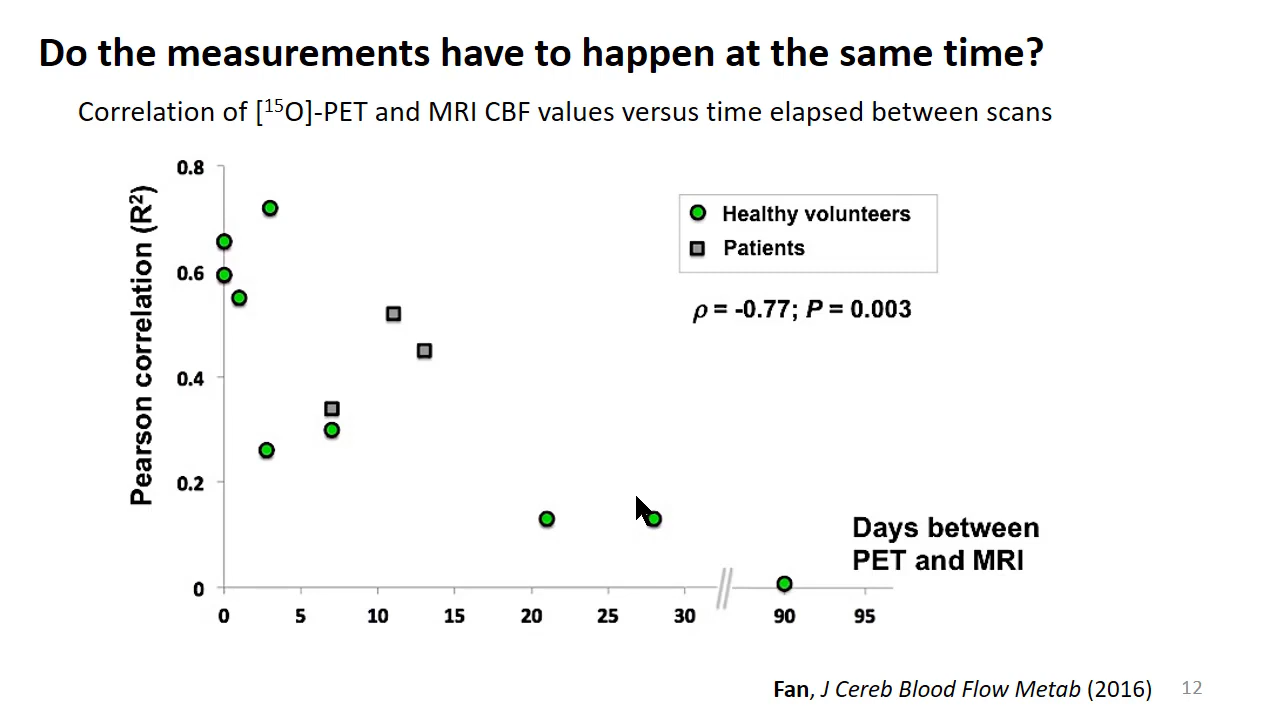 Do the measurements have to happen at the same time?
Correlation of [¹⁵O]-PET and MRI CBF values versus time elapsed between scans
Pearson correlation (R²)
0.8
0.6
0.4
0.2
0
Healthy volunteers
Patients
ρ = -0.77; P = 0.003
Days between
PET and MRI
0 5 10 15 20 25 30 90 95
Fan, J Cereb Blood Flow Metab (2016) 12